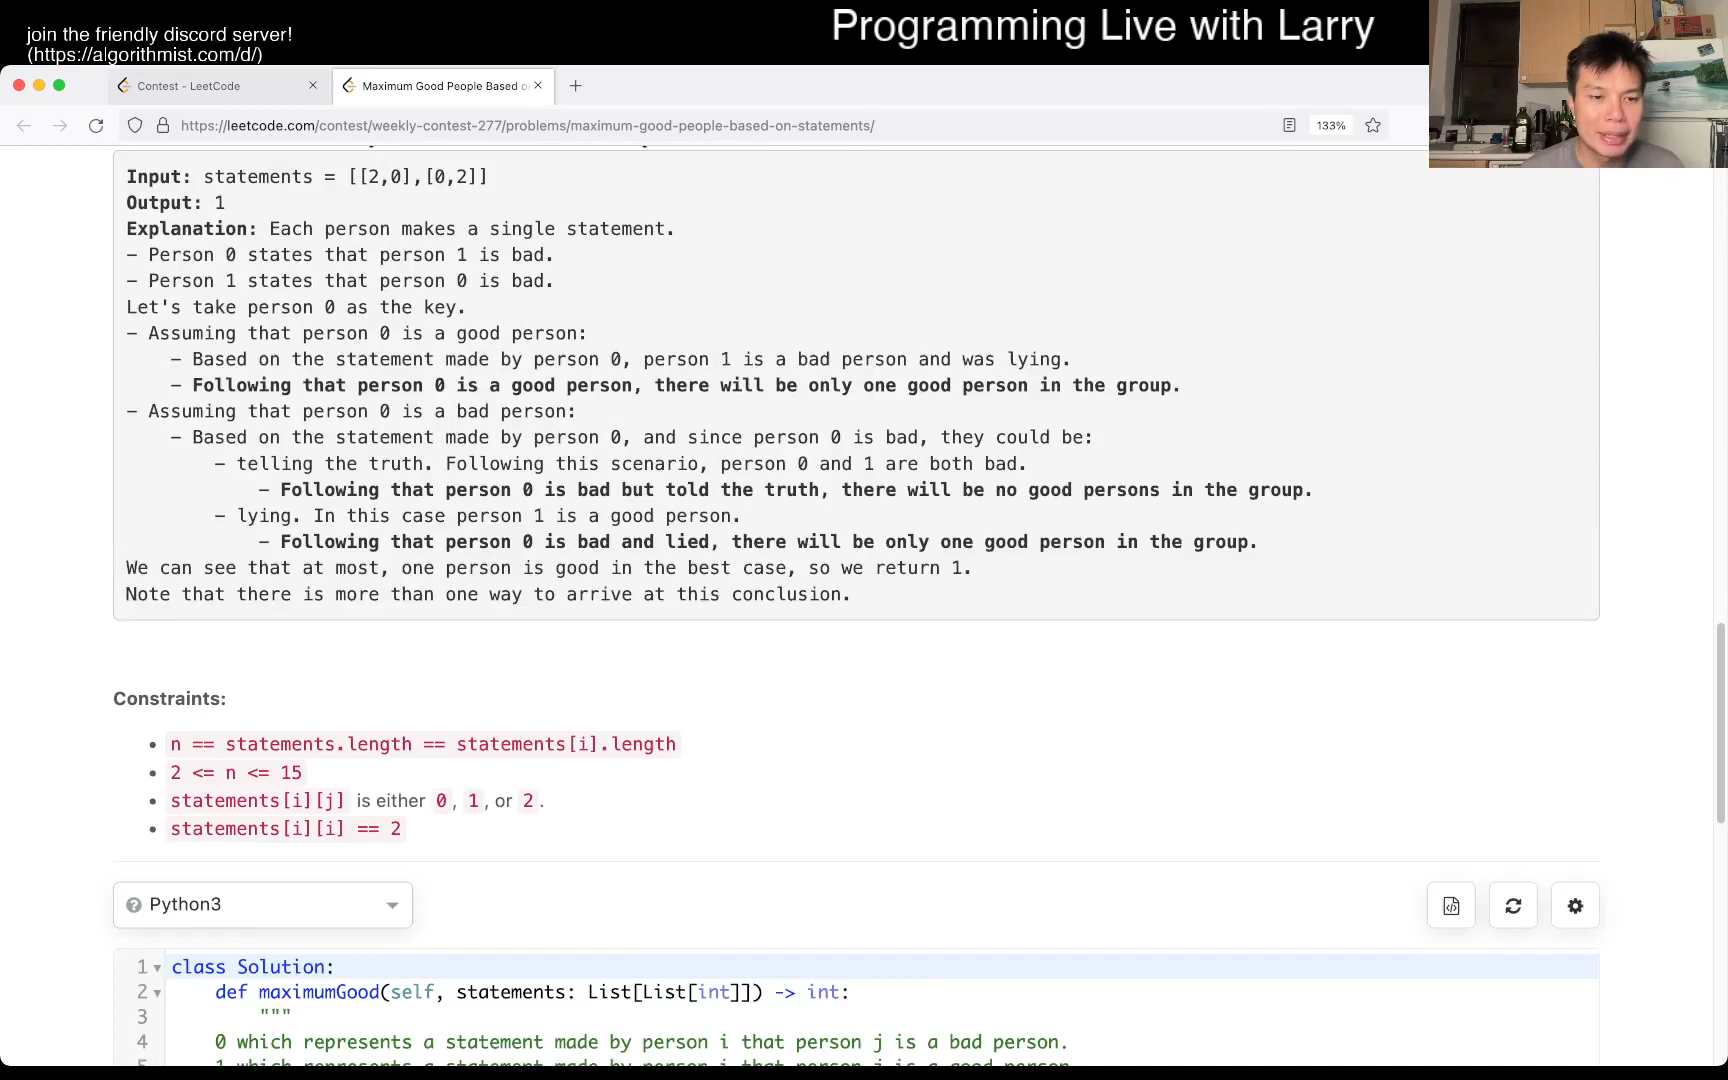 join the friendly discord server!
(https://algorithmist.com/d/)
Programming Live with Larry
Contest - LeetCode
Maximum Good People Based o
https://leetcode.com/contest/weekly-contest-277/problems/maximum-good-people-based-on-statements/
133%
Input: statements = [[2,0],[0,2]]
Output: 1
Explanation: Each person makes a single statement.
- Person 0 states that person 1 is bad.
- Person 1 states that person 0 is bad.
Let's take person 0 as the key.
- Assuming that person 0 is a good person:
- Based on the statement made by person 0, person 1 is a bad person and was lying.
- Following that person 0 is a good person, there will be only one good person in the group.
- Assuming that person 0 is a bad person:
- Based on the statement made by person 0, and since person 0 is bad, they could be:
- telling the truth. Following this scenario, person 0 and 1 are both bad.
- Following that person 0 is bad but told the truth, there will be no good persons in the group.
- lying. In this case person 1 is a good person.
- Following that person 0 is bad and lied, there will be only one good person in the group.
We can see that at most, one person is good in the best case, so we return 1.
Note that there is more than one way to arrive at this conclusion.
Constraints:
• n == statements.length == statements[i].length
• 2 <= n <= 15
• statements[i][j] is either 0, 1, or 2.
• statements[i][i] == 2
Python3
1 class Solution:
2 def maximumGood(self, statements: List[List[int]]) -> int:
3 """
4 0 which represents a statement made by person i that person j is a bad person.
5 1 which represents a statement made by person i that person j is a good person